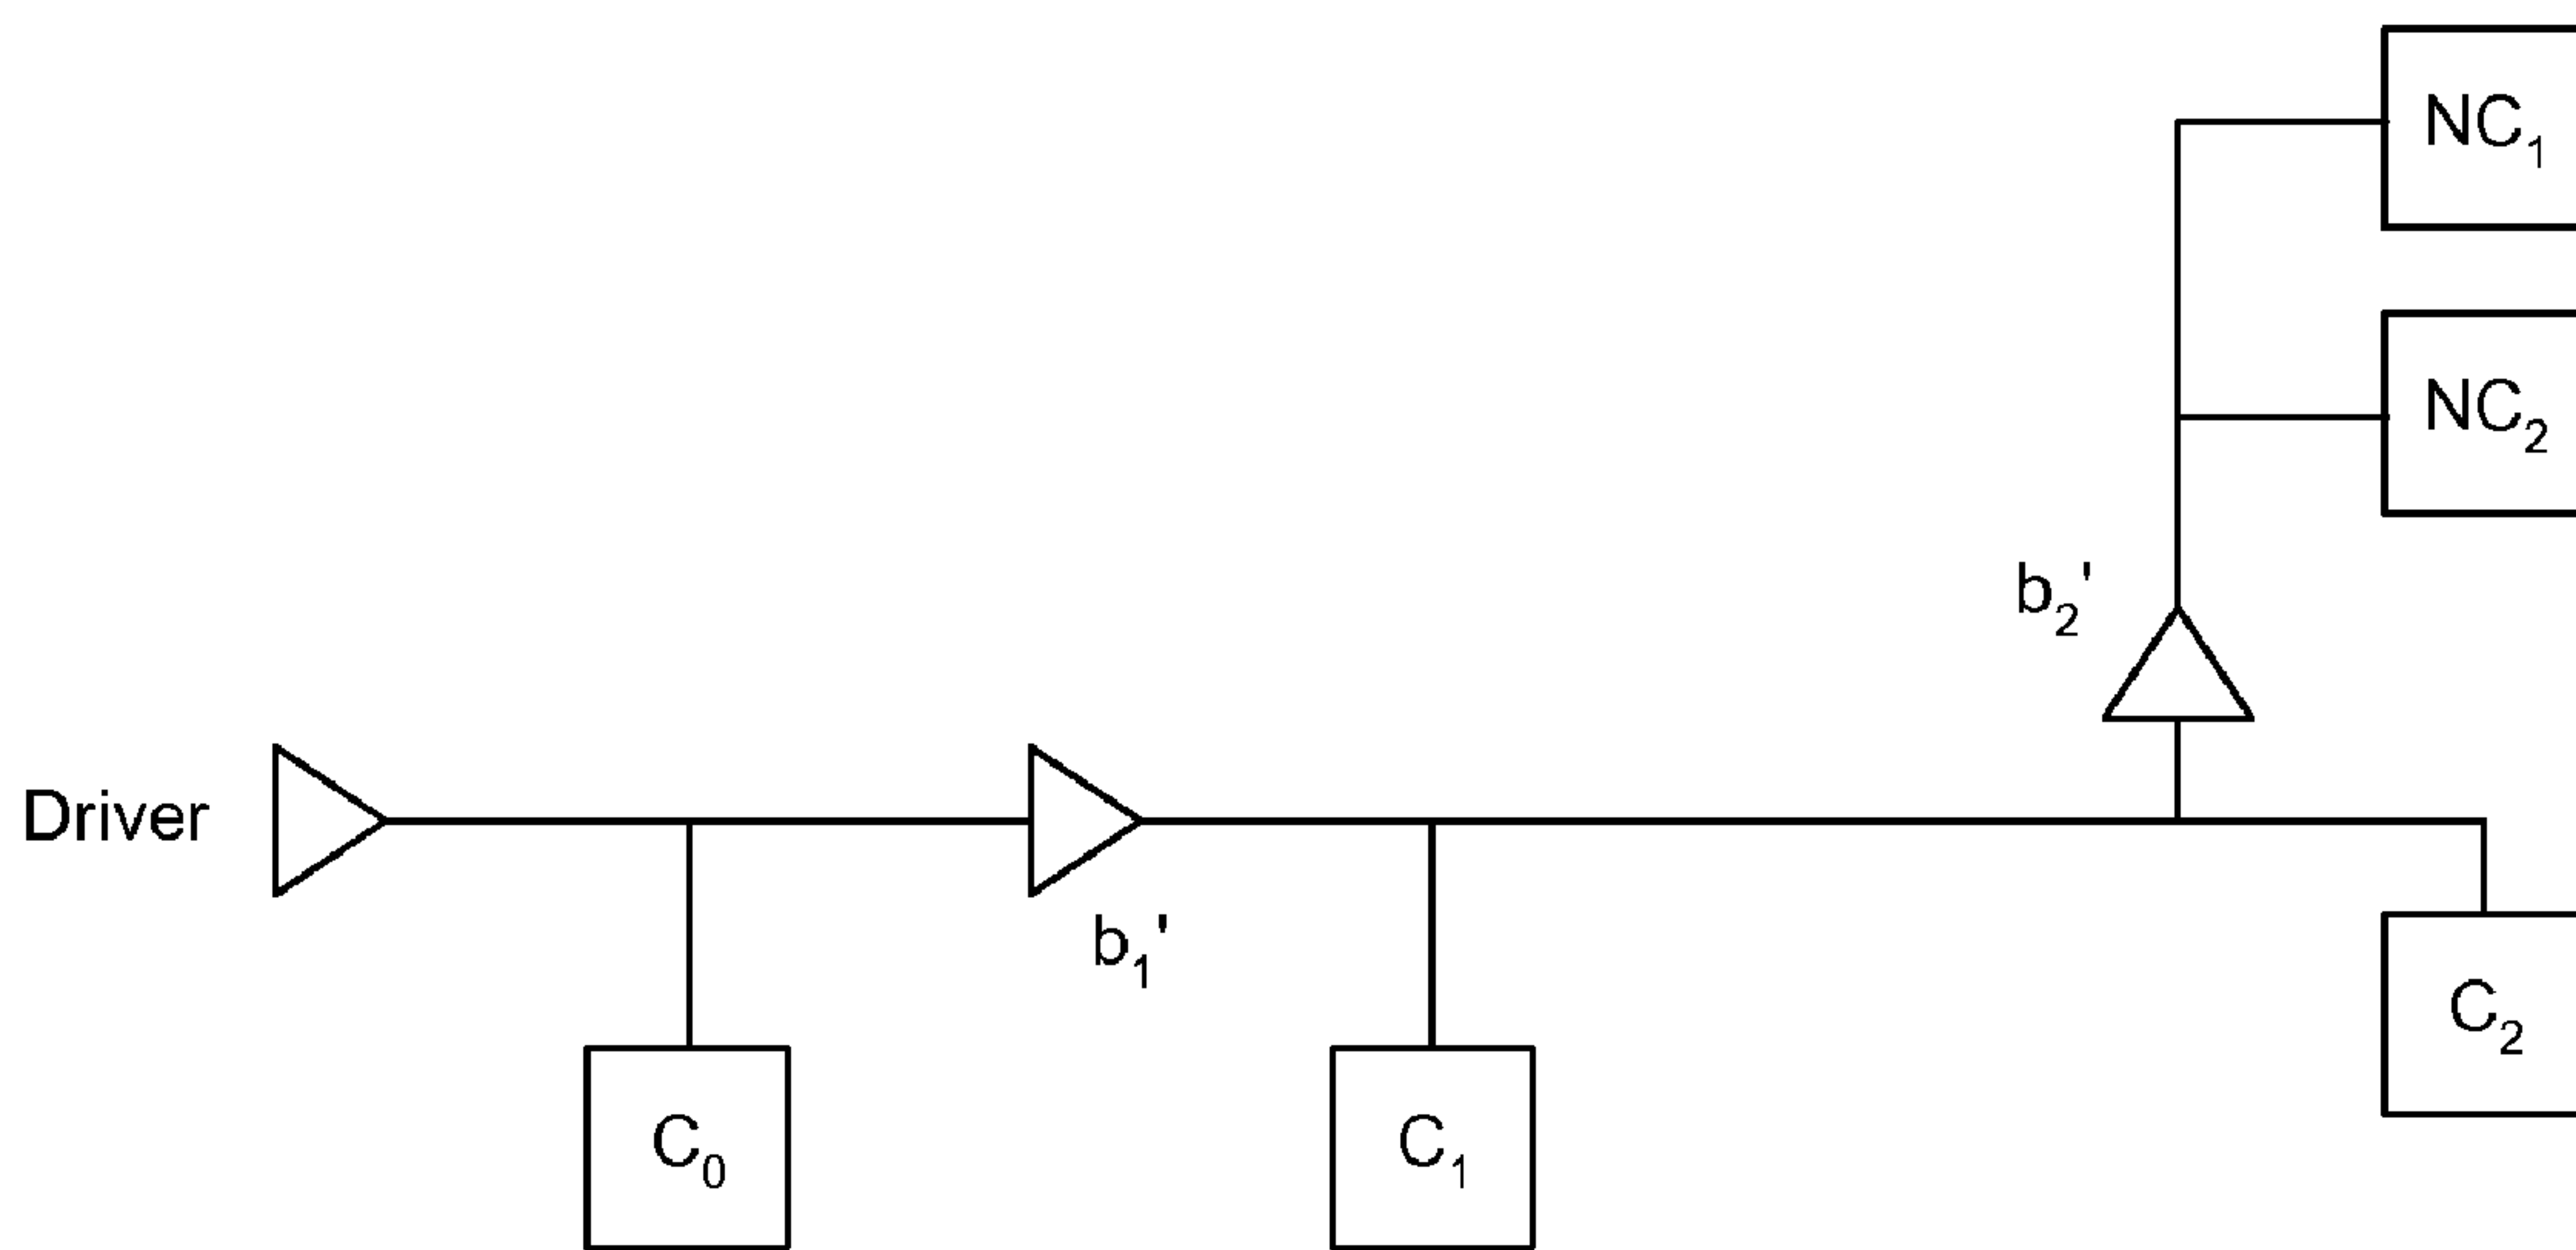 NC₁
NC₂
b₂'
Driver
b₁'
C₂
C₀
C₁